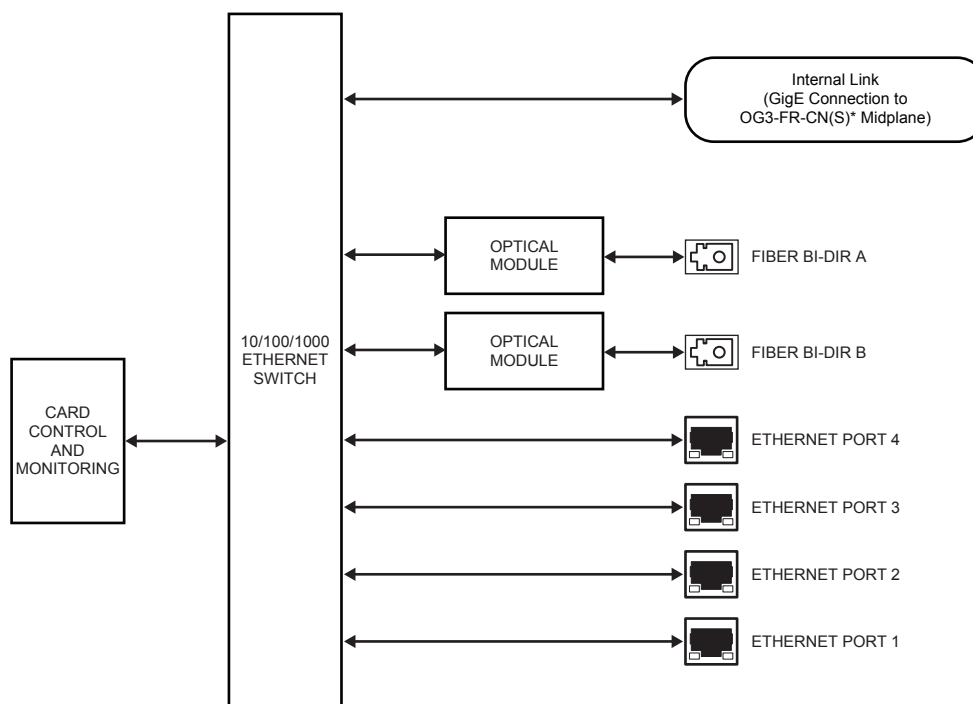 Internal Link
(GigE Connection to
OG3-FR-CN(S)* Midplane)
OPTICAL
MODULE
FIBER BI-DIR A
OPTICAL
MODULE
FIBER BI-DIR B
10/100/1000
ETHERNET
SWITCH
CARD
CONTROL
AND
MONITORING
ETHERNET PORT 4
ETHERNET PORT 3
ETHERNET PORT 2
ETHERNET PORT 1